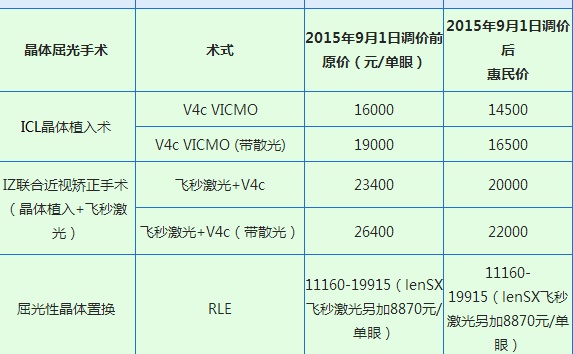 晶体屈光手术
术式
2015年9月1日调价前
原价（元/单眼）
2015年9月1日调价
后
惠民价
ICL晶体植入术
V4c VICMO
16000
14500
V4c VICMO (带散光)
19000
16500
IZ联合近视矫正手术
（晶体植入+飞秒激
光）
飞秒激光+V4c
23400
20000
飞秒激光+V4c（带散光）
26400
22000
屈光性晶体置换
RLE
11160-19915（lenSX
飞秒激光另加8870元/
单眼）
11160-
19915（lenSX飞秒
激光另加8870元/
单眼）